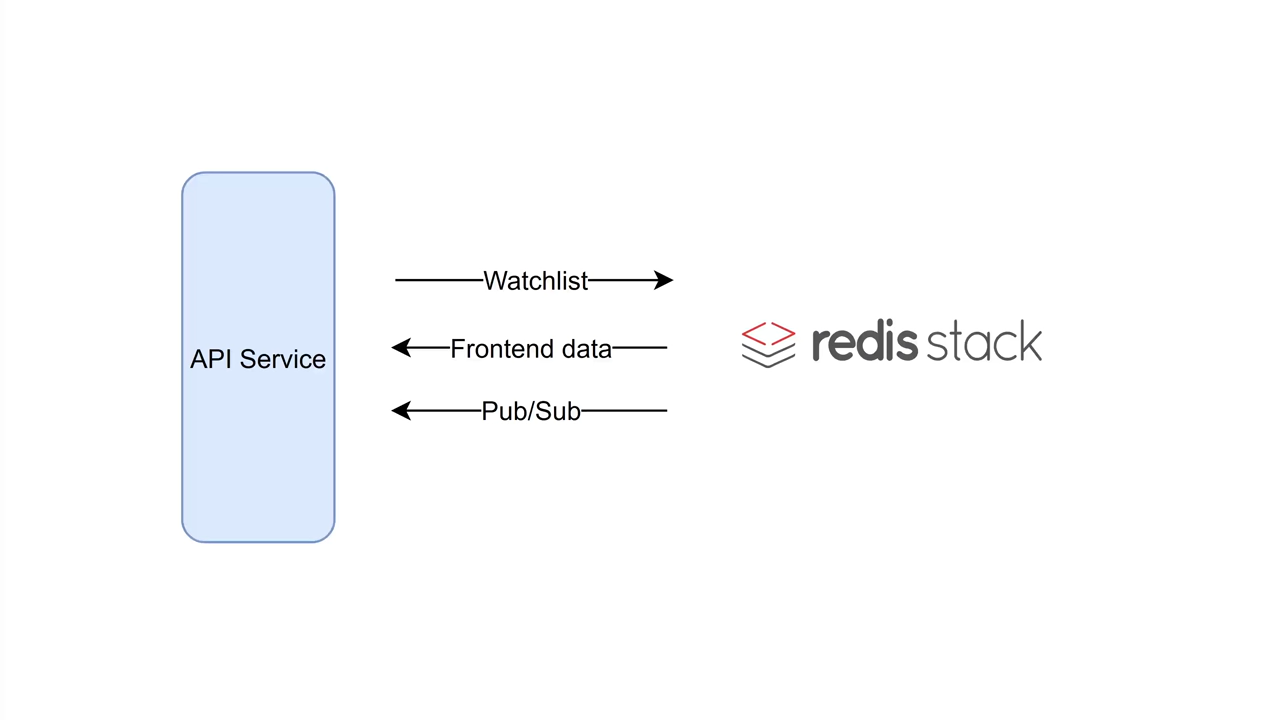 Watchlist
API Service
Frontend data
Pub/Sub
redis stack